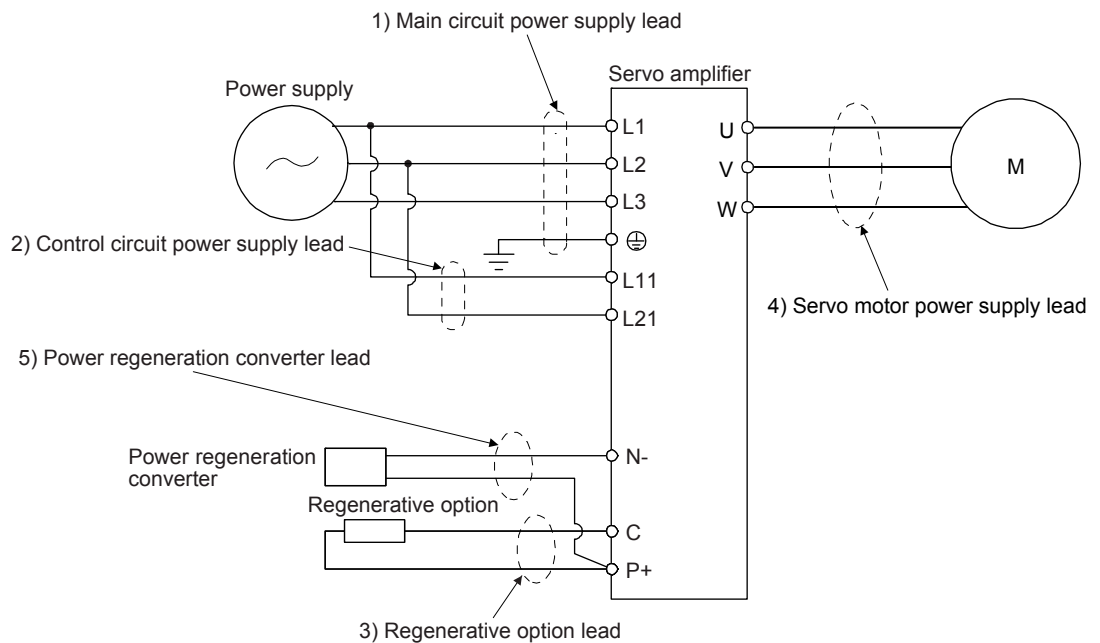 1) Main circuit power supply lead
Servo amplifier
Power supply
L1
U
L2
V
M
L3
W
2) Control circuit power supply lead
L11
L21
4) Servo motor power supply lead
5) Power regeneration converter lead
Power regeneration
converter
N-
Regenerative option
C
P+
3) Regenerative option lead